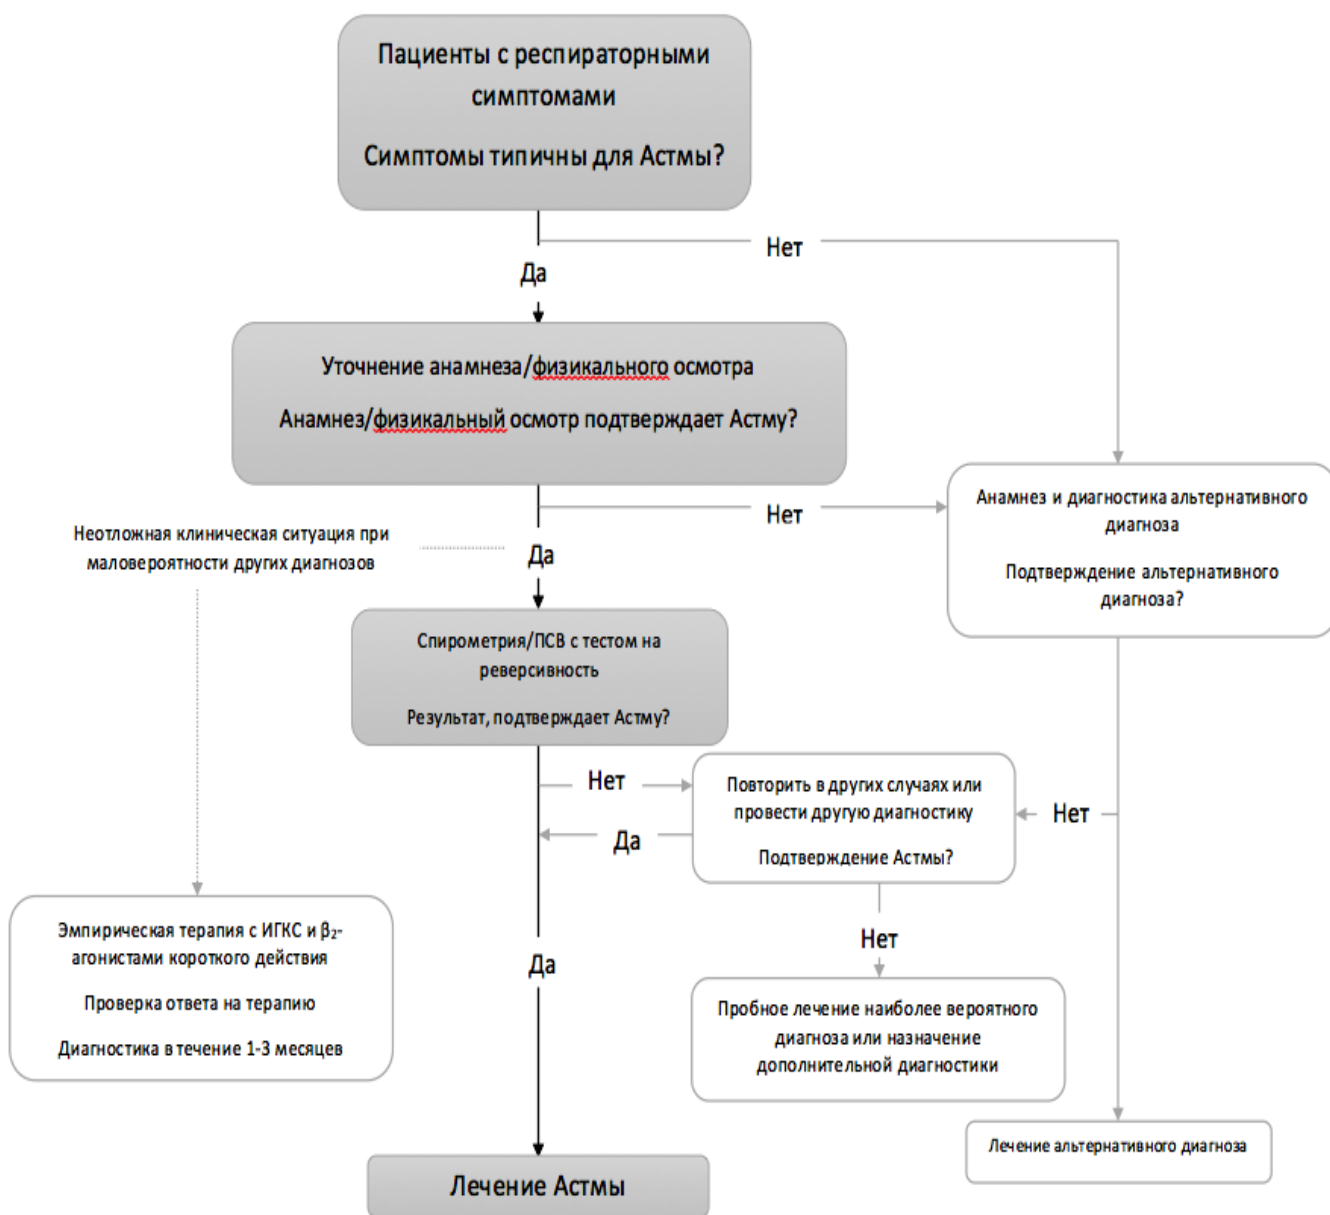 Пациенты с респираторными
симптомами
Симптомы типичны для Астмы?
Нет
Да
Уточнение анамнеза/физикального осмотра
Анамнез/физикальный осмотр подтверждает Астму?
Анамнез и диагностика альтернативного
диагноза
Подтверждение альтернативного
диагноза?
Нет
Неотложная клиническая ситуация при
маловероятности других диагнозов
Да
Спирометрия/ПСВ с тестом на
реверсивность
Результат, подтверждает Астму?
Нет
Повторить в других случаях или
провести другую диагностику
Подтверждение Астмы?
Нет
Да
Эмпирическая терапия с ИГКС и β₂-
агонистами короткого действия
Проверка ответа на терапию
Диагностика в течение 1-3 месяцев
Нет
Да
Пробное лечение наиболее вероятного
диагноза или назначение
дополнительной диагностики
Лечение альтернативного диагноза
Лечение Астмы